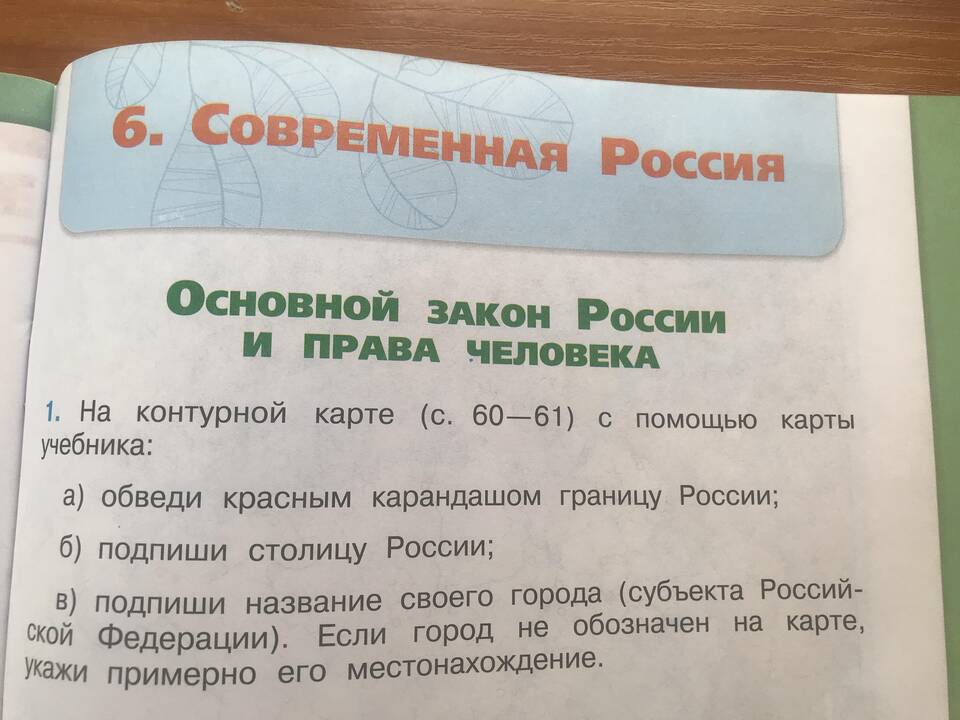 6. Современная Россия
Основной закон России
и права человека
1. На контурной карте (с. 60—61) с помощью карты
учебника:
а) обведи красным карандашом границу России;
б) подпиши столицу России;
в) подпиши название своего города (субъекта Россий-
ской Федерации). Если город не обозначен на карте,
укажи примерно его местонахождение.